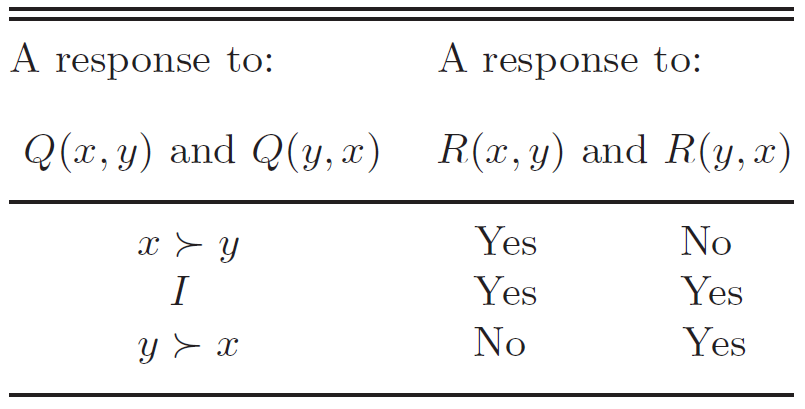 A response to: A response to:
Q(x, y) and Q(y, x) R(x, y) and R(y, x)
x ≻ y Yes No
I Yes Yes
y ≻ x No Yes